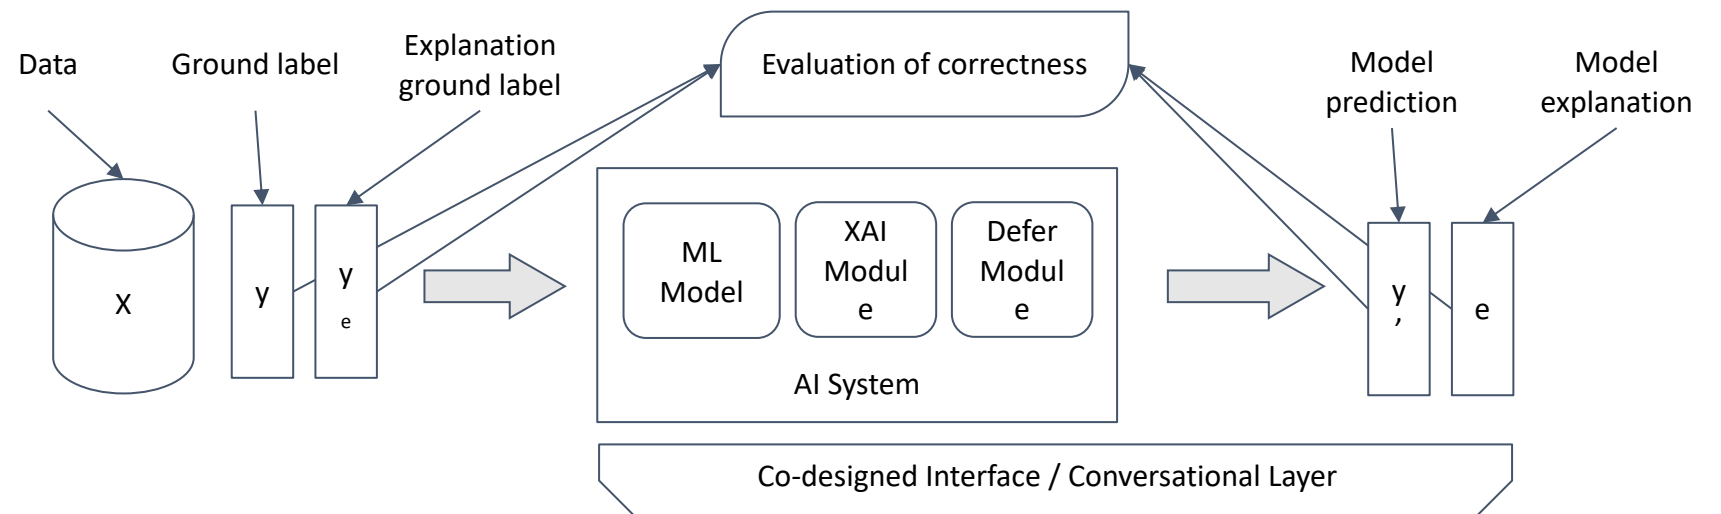 Data
Ground label
Explanation
ground label
Evaluation of correctness
Model
prediction
Model
explanation
X
y
y
e
ML
Model
XAI
Modul
e
Defer
Modul
e
AI System
y
’
e
Co-designed Interface / Conversational Layer